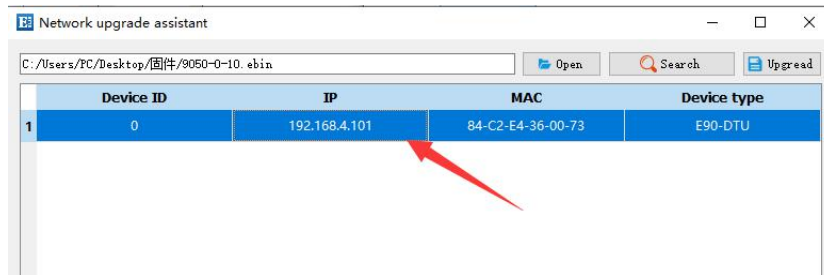 Network upgrade assistant
C:/Users/PC/Desktop/固件/9050-0-10.ebin Open Search Upgread
Device ID IP MAC Device type
1 0 192.168.4.101 84-C2-E4-36-00-73 E90-DTU